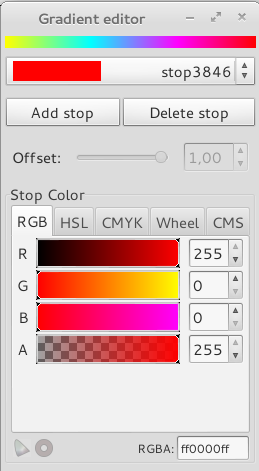 Gradient editor
stop3846
Add stop Delete stop
Offset: 1,00
Stop Color
RGB HSL CMYK Wheel CMS
R 255
G 0
B 0
A 255
RGBA: ff0000ff